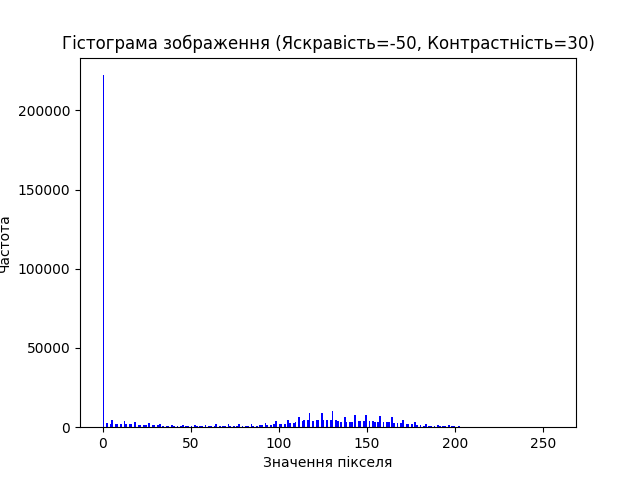 Гістограма зображення (Яскравість=-50, Контрастність=30)
200000
150000
100000
50000
0
Частота
0 50 100 150 200 250
Значення пікселя